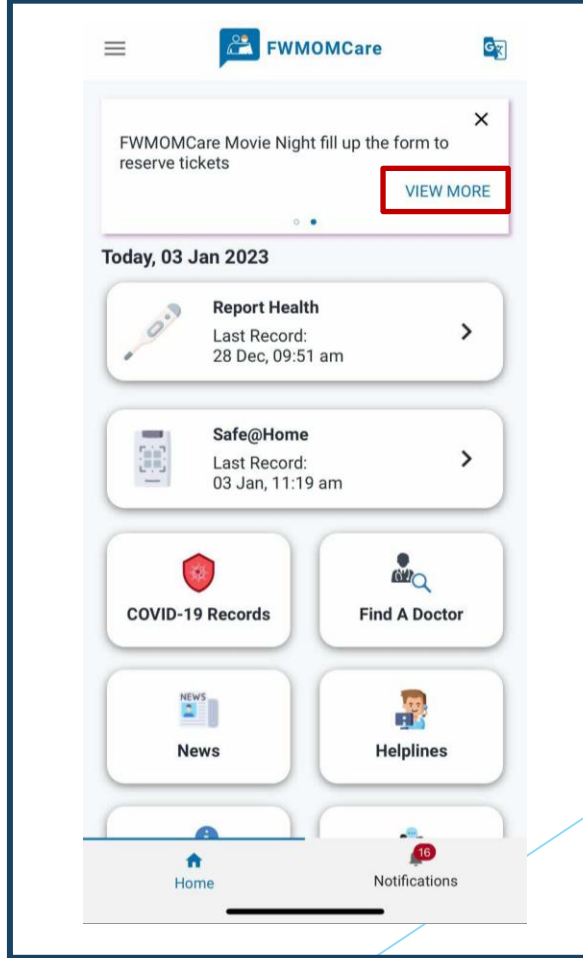 FWMOMCare
FWMOMCare Movie Night fill up the form to
reserve tickets
VIEW MORE
Today, 03 Jan 2023
Report Health
Last Record:
28 Dec, 09:51 am
Safe@Home
Last Record:
03 Jan, 11:19 am
COVID-19 Records
Find A Doctor
NEWS
News
Helplines
16
Home
Notifications